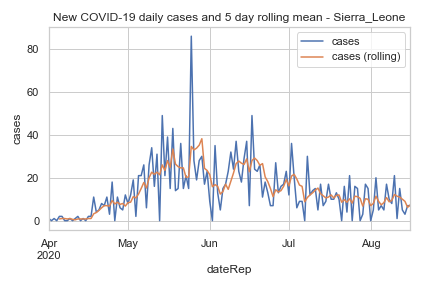 New COVID-19 daily cases and 5 day rolling mean - Sierra_Leone
cases
cases (rolling)
80
60
40
20
0
cases
Apr
2020
May
Jun
Jul
Aug
dateRep